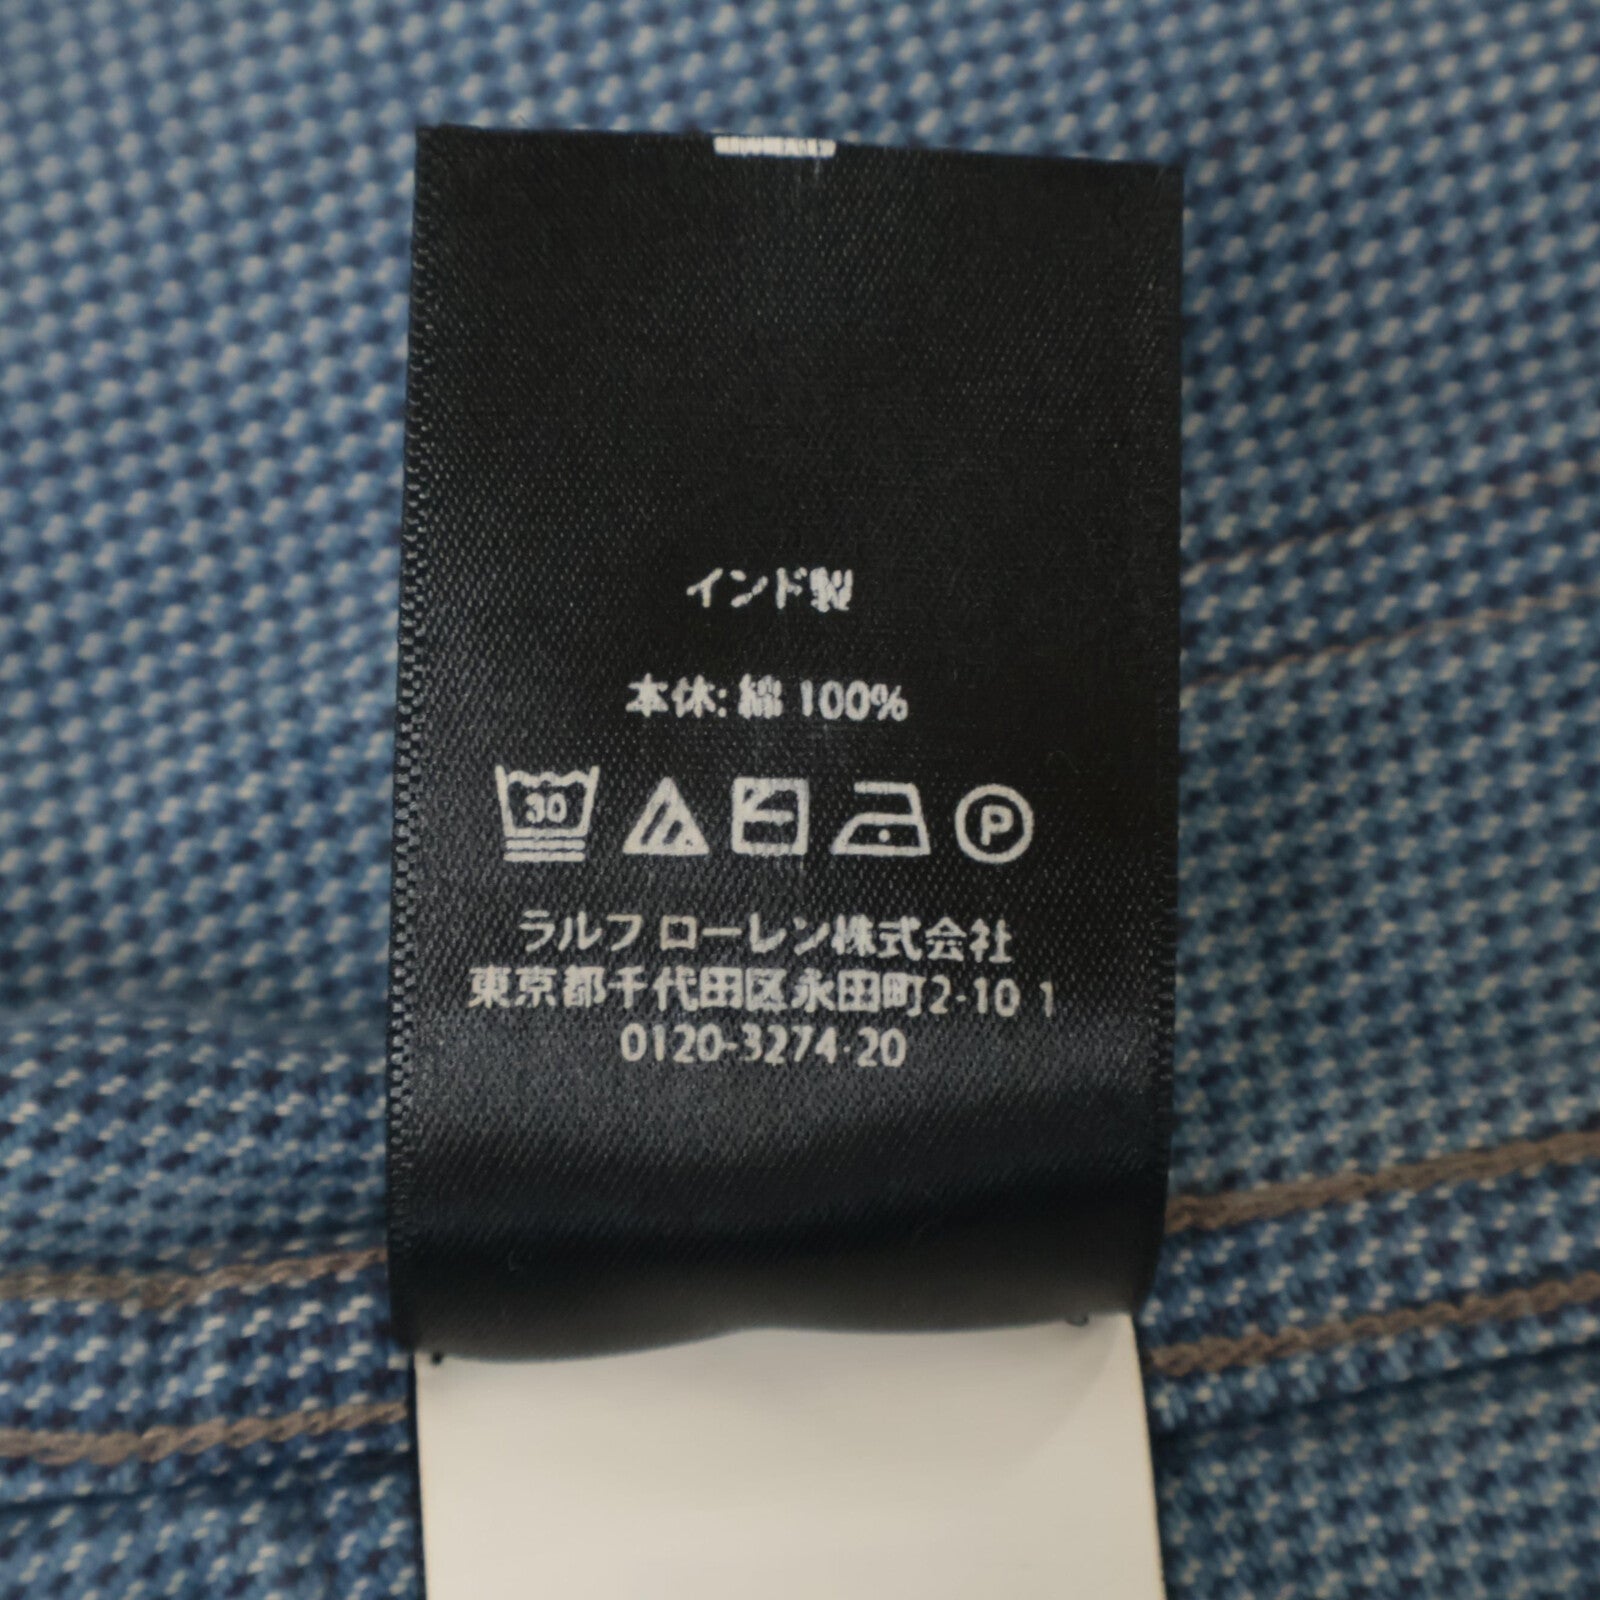 インド製
本体: 綿 100%
30
P
ラルフ ローレン株式会社
東京都千代田区永田町2-10 1
0120-3274-20